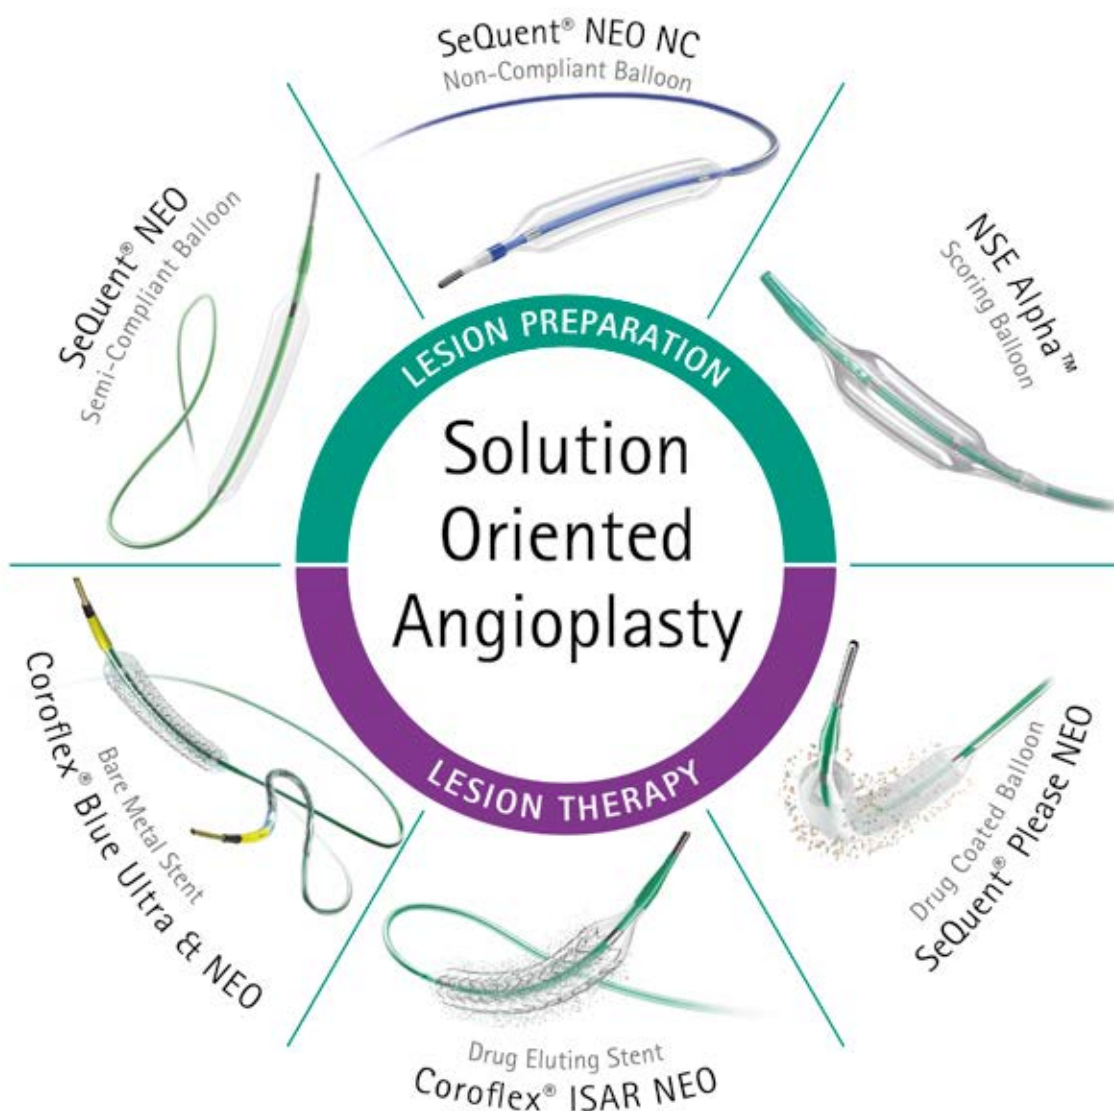 SeQuent® NEO NC
Non-Compliant Balloon
SeQuent® NEO
Semi-Compliant Balloon
NSE Alpha™
Scoring Balloon
LESION PREPARATION
Solution
Oriented
Angioplasty
LESION THERAPY
Coroflex® Blue Ultra & NEO
Bare Metal Stent
Drug Coated Balloon
SeQuent® Please NEO
Drug Eluting Stent
Coroflex® ISAR NEO